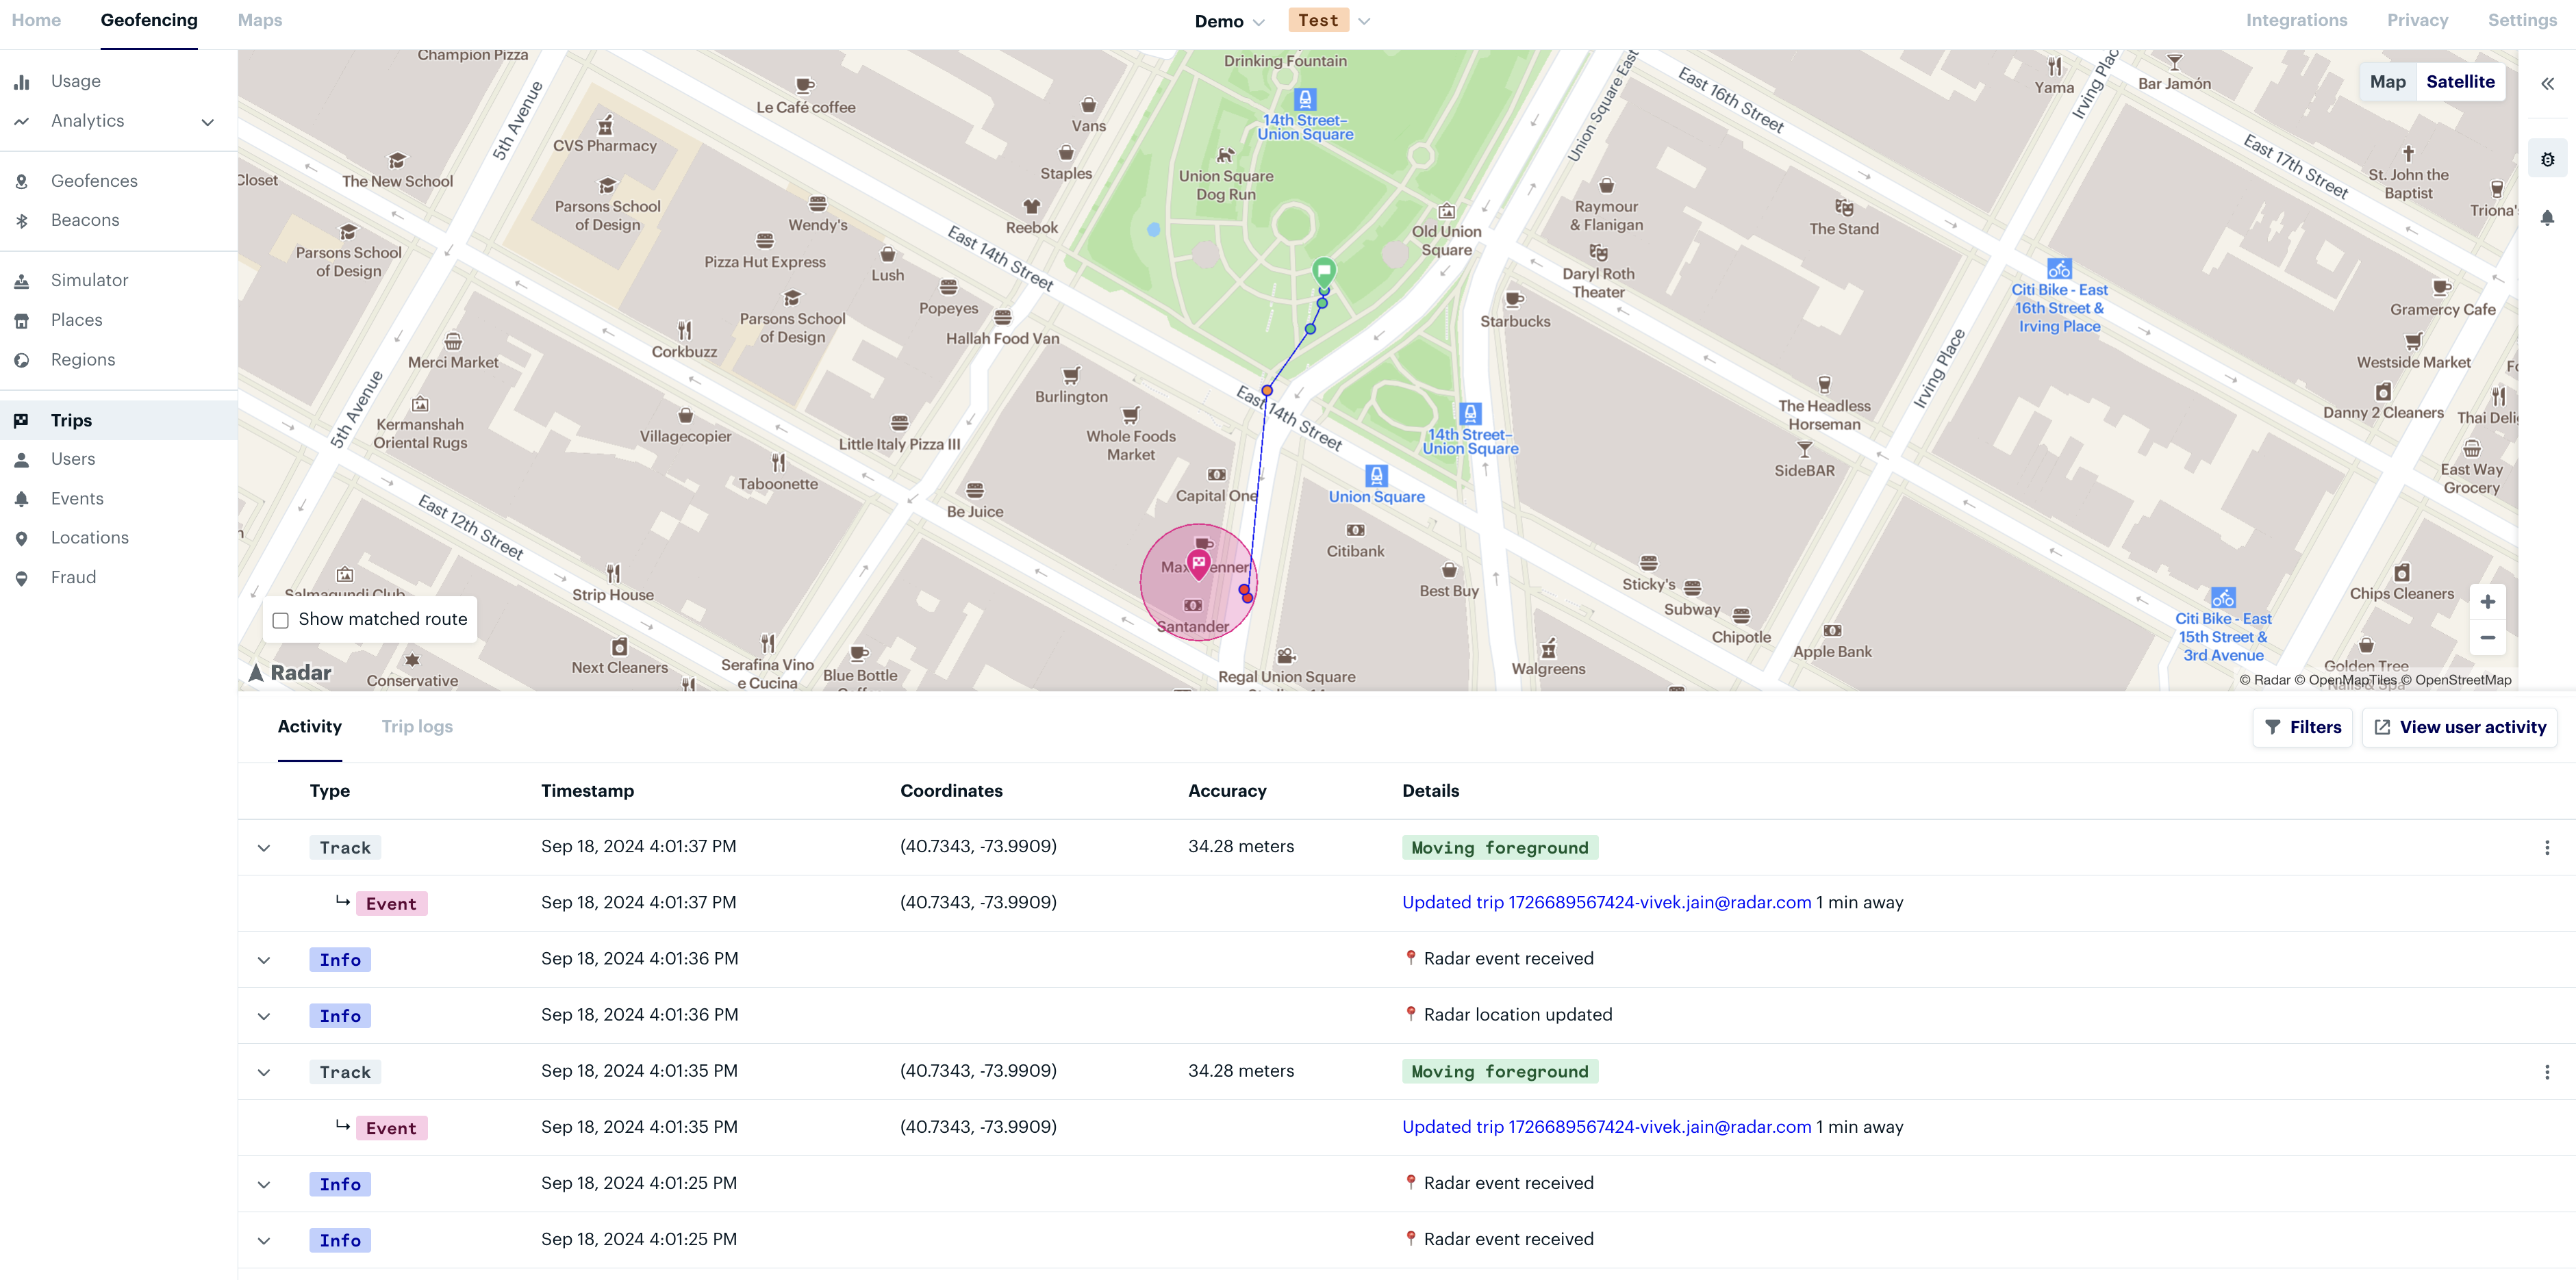 Home Geofencing Maps Demo Test Integrations Privacy Settings
Usage
Analytics
Geofences
Beacons
Simulator
Places
Regions
Trips
Users
Events
Locations
Fraud
Champion Pizza
Drinking Fountain
Le Café coffee
Vans
14th Street–
Union Square
Union Square East
East 16th Street
Irving Plac
Yama
Bar Jamón
Map Satellite
5th Avenue
CVS Pharmacy
Staples
Union Square
Dog Run
East 17th Street
St. John the
Baptist
Closet
The New School
Parsons School
of Design
Wendy's
Reebok
Raymour
& Flanigan
The Stand
Triona's
Parsons School
of Design
Pizza Hut Express
Lush
East 14th Street
Old Union
Square
Daryl Roth
Theater
Citi Bike - East
16th Street &
Irving Place
Popeyes
Parsons School
of Design
Hallah Food Van
Starbucks
Gramercy Cafe
Merci Market
Corkbuzz
Irving Place
Westside Market
5th Avenue
Burlington
East 14th Street
The Headless
Horseman
Danny 2 Cleaners
Kermanshah
Oriental Rugs
Villagecopier
Little Italy Pizza III
Whole Foods
Market
14th Street–
Union Square
SideBAR
East Way
Grocery
Taboonette
Capital One
Union Square
East 12th Street
Be Juice
Citibank
Strip House
Best Buy
Sticky's
Subway
Chipotle
Chips Cleaners
Citi Bike - East
15th Street &
3rd Avenue
Salmagundi Club
Show matched route
Santander
Next Cleaners
Serafina Vino
e Cucina
Blue Bottle
Regal Union Square
Walgreens
Apple Bank
Golden Tree
Radar
Conservative
© Radar © OpenMapTiles © OpenStreetMap
Activity Trip logs Filters View user activity
Type Timestamp Coordinates Accuracy Details
Track Sep 18, 2024 4:01:37 PM (40.7343, -73.9909) 34.28 meters Moving foreground
Event Sep 18, 2024 4:01:37 PM (40.7343, -73.9909) Updated trip 1726689567424-vivek.jain@radar.com 1 min away
Info Sep 18, 2024 4:01:36 PM Radar event received
Info Sep 18, 2024 4:01:36 PM Radar location updated
Track Sep 18, 2024 4:01:35 PM (40.7343, -73.9909) 34.28 meters Moving foreground
Event Sep 18, 2024 4:01:35 PM (40.7343, -73.9909) Updated trip 1726689567424-vivek.jain@radar.com 1 min away
Info Sep 18, 2024 4:01:25 PM Radar event received
Info Sep 18, 2024 4:01:25 PM Radar event received